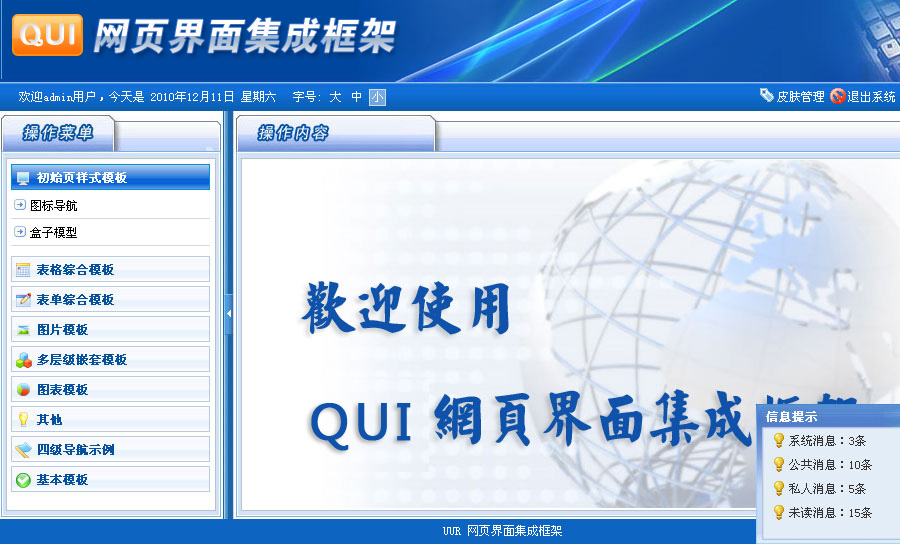 QUI 网页界面集成框架
欢迎admin用户，今天是 2010年12月11日 星期六 字号: 大 中 小
皮肤管理 退出系统
操作菜单
操作内容
初始页样式模板
图标导航
盒子模型
表格综合模板
表单综合模板
图片模板
多层级嵌套模板
图表模板
其他
四级导航示例
基本模板
歡迎使用
QUI 網頁界面集成框架
信息提示
系统消息：3条
公共消息：10条
私人消息：5条
未读消息：15条
UUR 网页界面集成框架